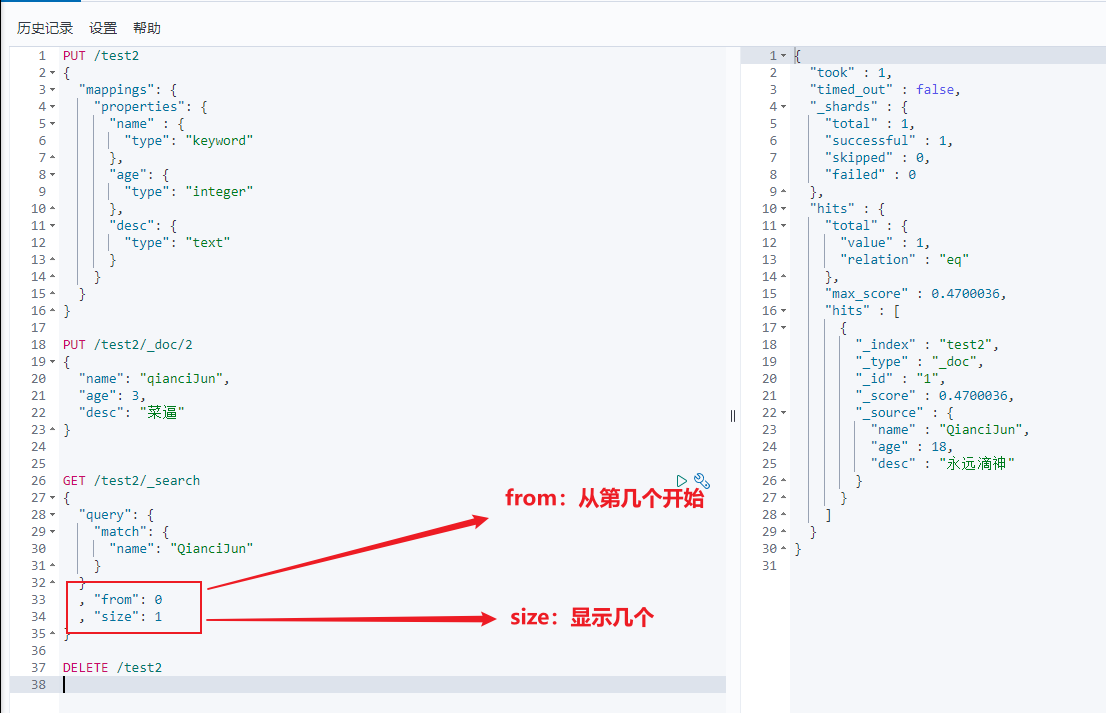 历史记录 设置 帮助
1 PUT /test2
2 {
3 "mappings": {
4 "properties": {
5 "name" : {
6 "type": "keyword"
7 },
8 "age": {
9 "type": "integer"
10 },
11 "desc": {
12 "type": "text"
13 }
14 }
15 }
16 }
17
18 PUT /test2/_doc/2
19 {
20 "name": "qianciJun",
21 "age": 3,
22 "desc": "菜逼"
23 }
24
25
26 GET /test2/_search
27 {
28 "query": {
29 "match": {
30 "name": "QianciJun"
31 }
32 }
33 , "from": 0
34 , "size": 1
35 }
36
37 DELETE /test2
38
from：从第几个开始
size：显示几个
1 {
2 "took" : 1,
3 "timed_out" : false,
4 "_shards" : {
5 "total" : 1,
6 "successful" : 1,
7 "skipped" : 0,
8 "failed" : 0
9 },
10 "hits" : {
11 "total" : {
12 "value" : 1,
13 "relation" : "eq"
14 },
15 "max_score" : 0.4700036,
16 "hits" : [
17 {
18 "_index" : "test2",
19 "_type" : "_doc",
20 "_id" : "1",
21 "_score" : 0.4700036,
22 "_source" : {
23 "name" : "QianciJun",
24 "age" : 18,
25 "desc" : "永远滴神"
26 }
27 }
28 ]
29 }
30 }
31